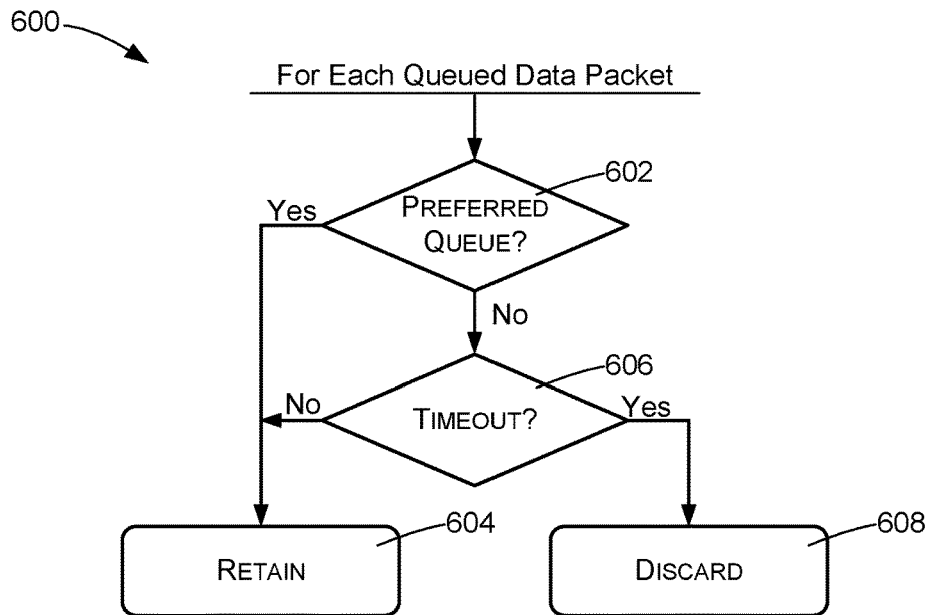 600
For Each Queued Data Packet
602
PREFERRED
QUEUE?
Yes
No
606
TIMEOUT?
No
Yes
604
RETAIN
608
DISCARD